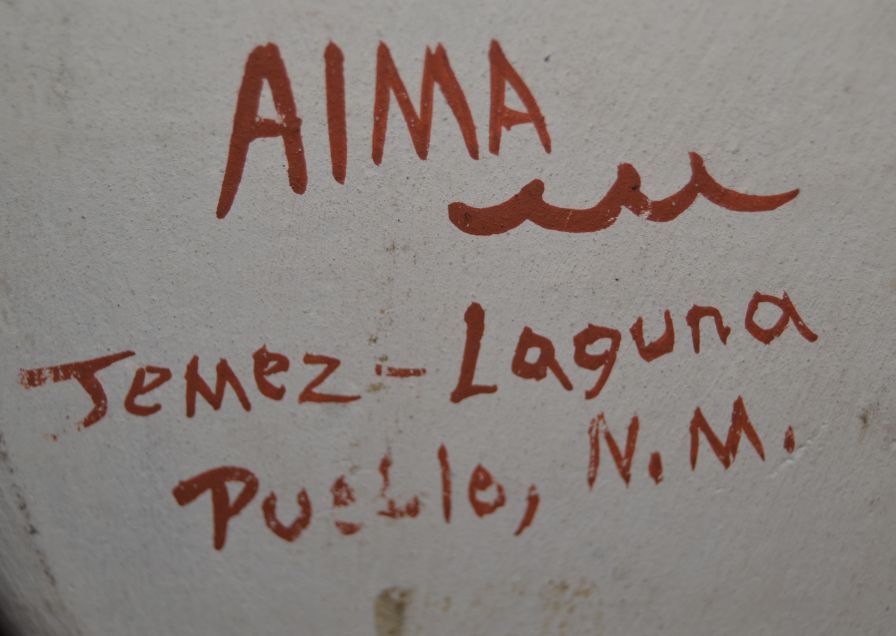 AIMA
Jemez - Laguna
Pueblo, N.M.